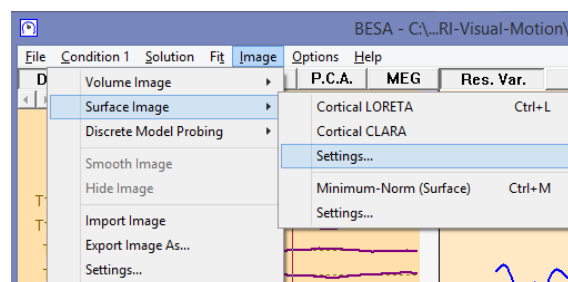 BESA - C:\...RI-Visual-Motion\
File Condition 1 Solution Fit Image Options Help
P.C.A. MEG Res. Var.
Volume Image
Surface Image
Discrete Model Probing
Smooth Image
Hide Image
Import Image
Export Image As...
Settings...
Cortical LORETA Ctrl+L
Cortical CLARA
Settings...
Minimum-Norm (Surface) Ctrl+M
Settings...